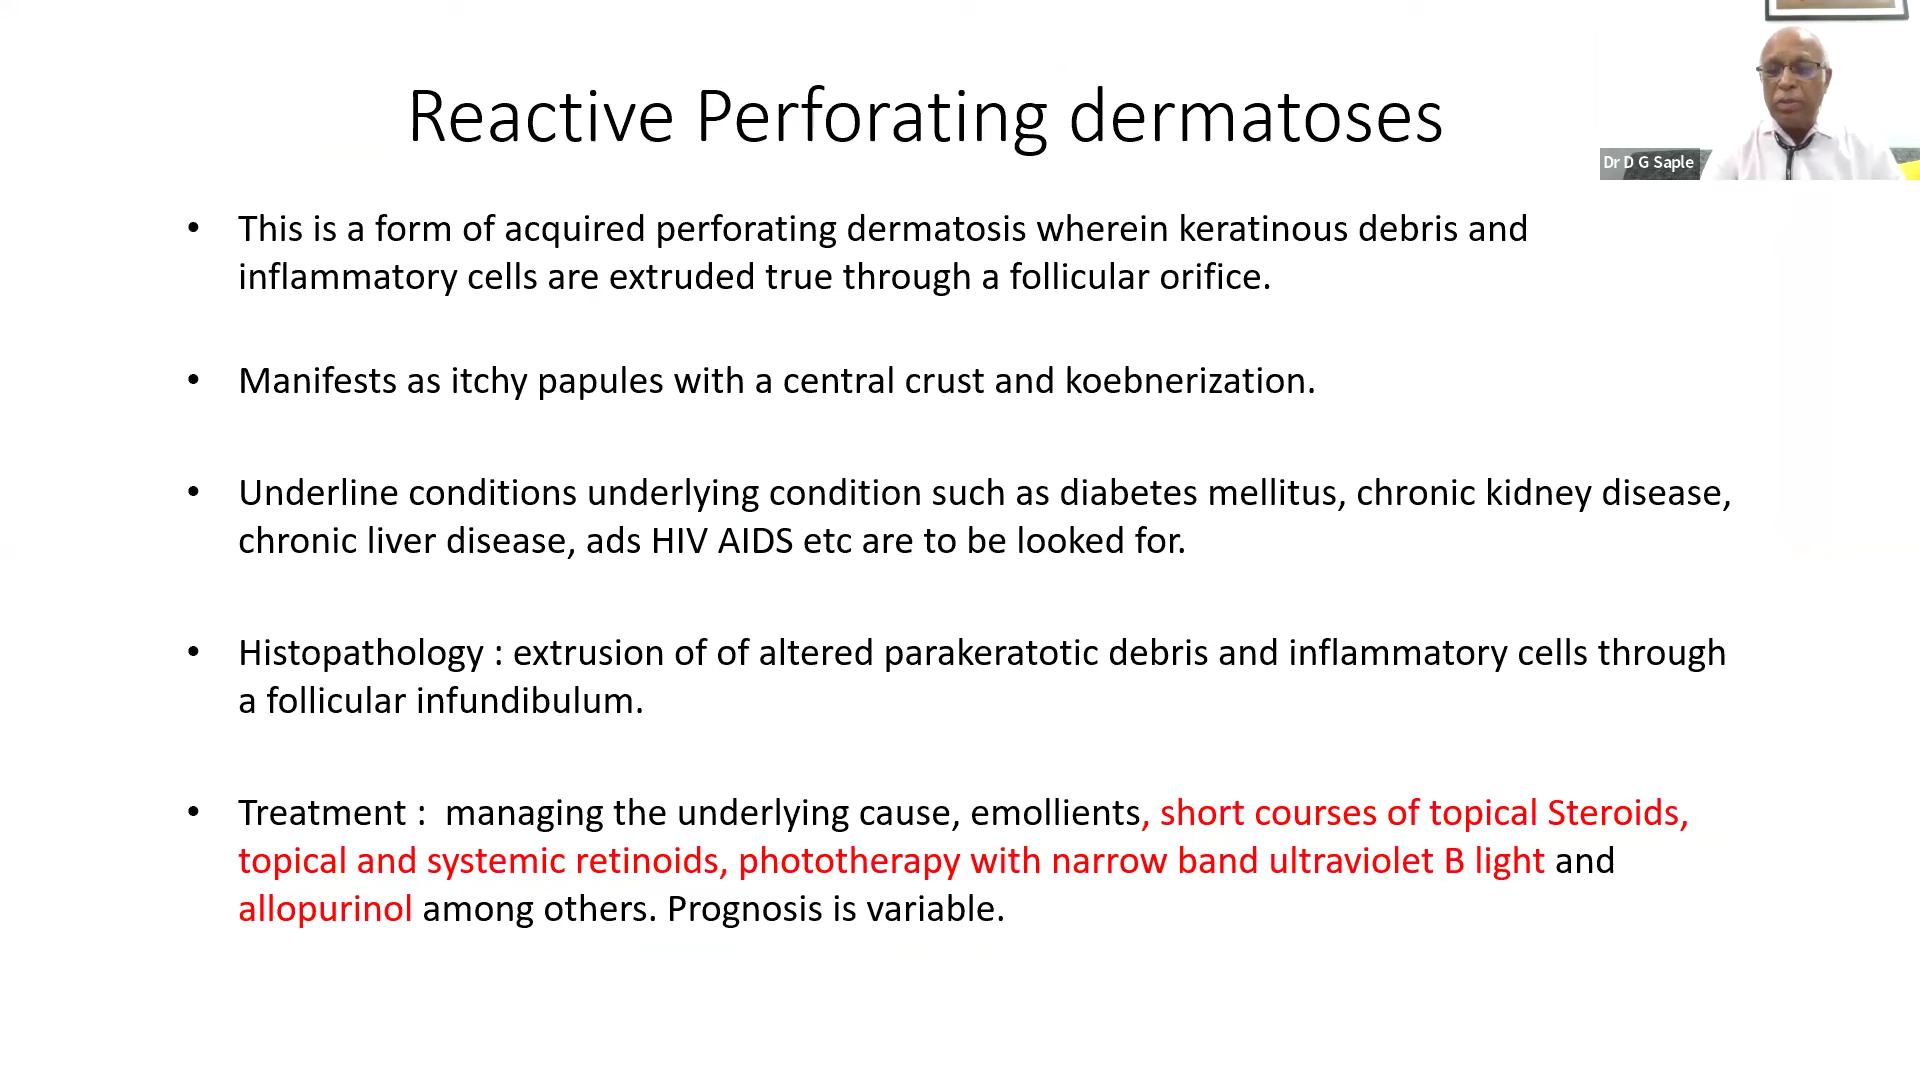 Reactive Perforating dermatoses
Dr D G Saple
• This is a form of acquired perforating dermatosis wherein keratinous debris and
inflammatory cells are extruded true through a follicular orifice.
• Manifests as itchy papules with a central crust and koebnerization.
• Underline conditions underlying condition such as diabetes mellitus, chronic kidney disease,
chronic liver disease, ads HIV AIDS etc are to be looked for.
• Histopathology : extrusion of of altered parakeratotic debris and inflammatory cells through
a follicular infundibulum.
• Treatment :  managing the underlying cause, emollients, short courses of topical Steroids,
topical and systemic retinoids, phototherapy with narrow band ultraviolet B light and
allopurinol among others. Prognosis is variable.